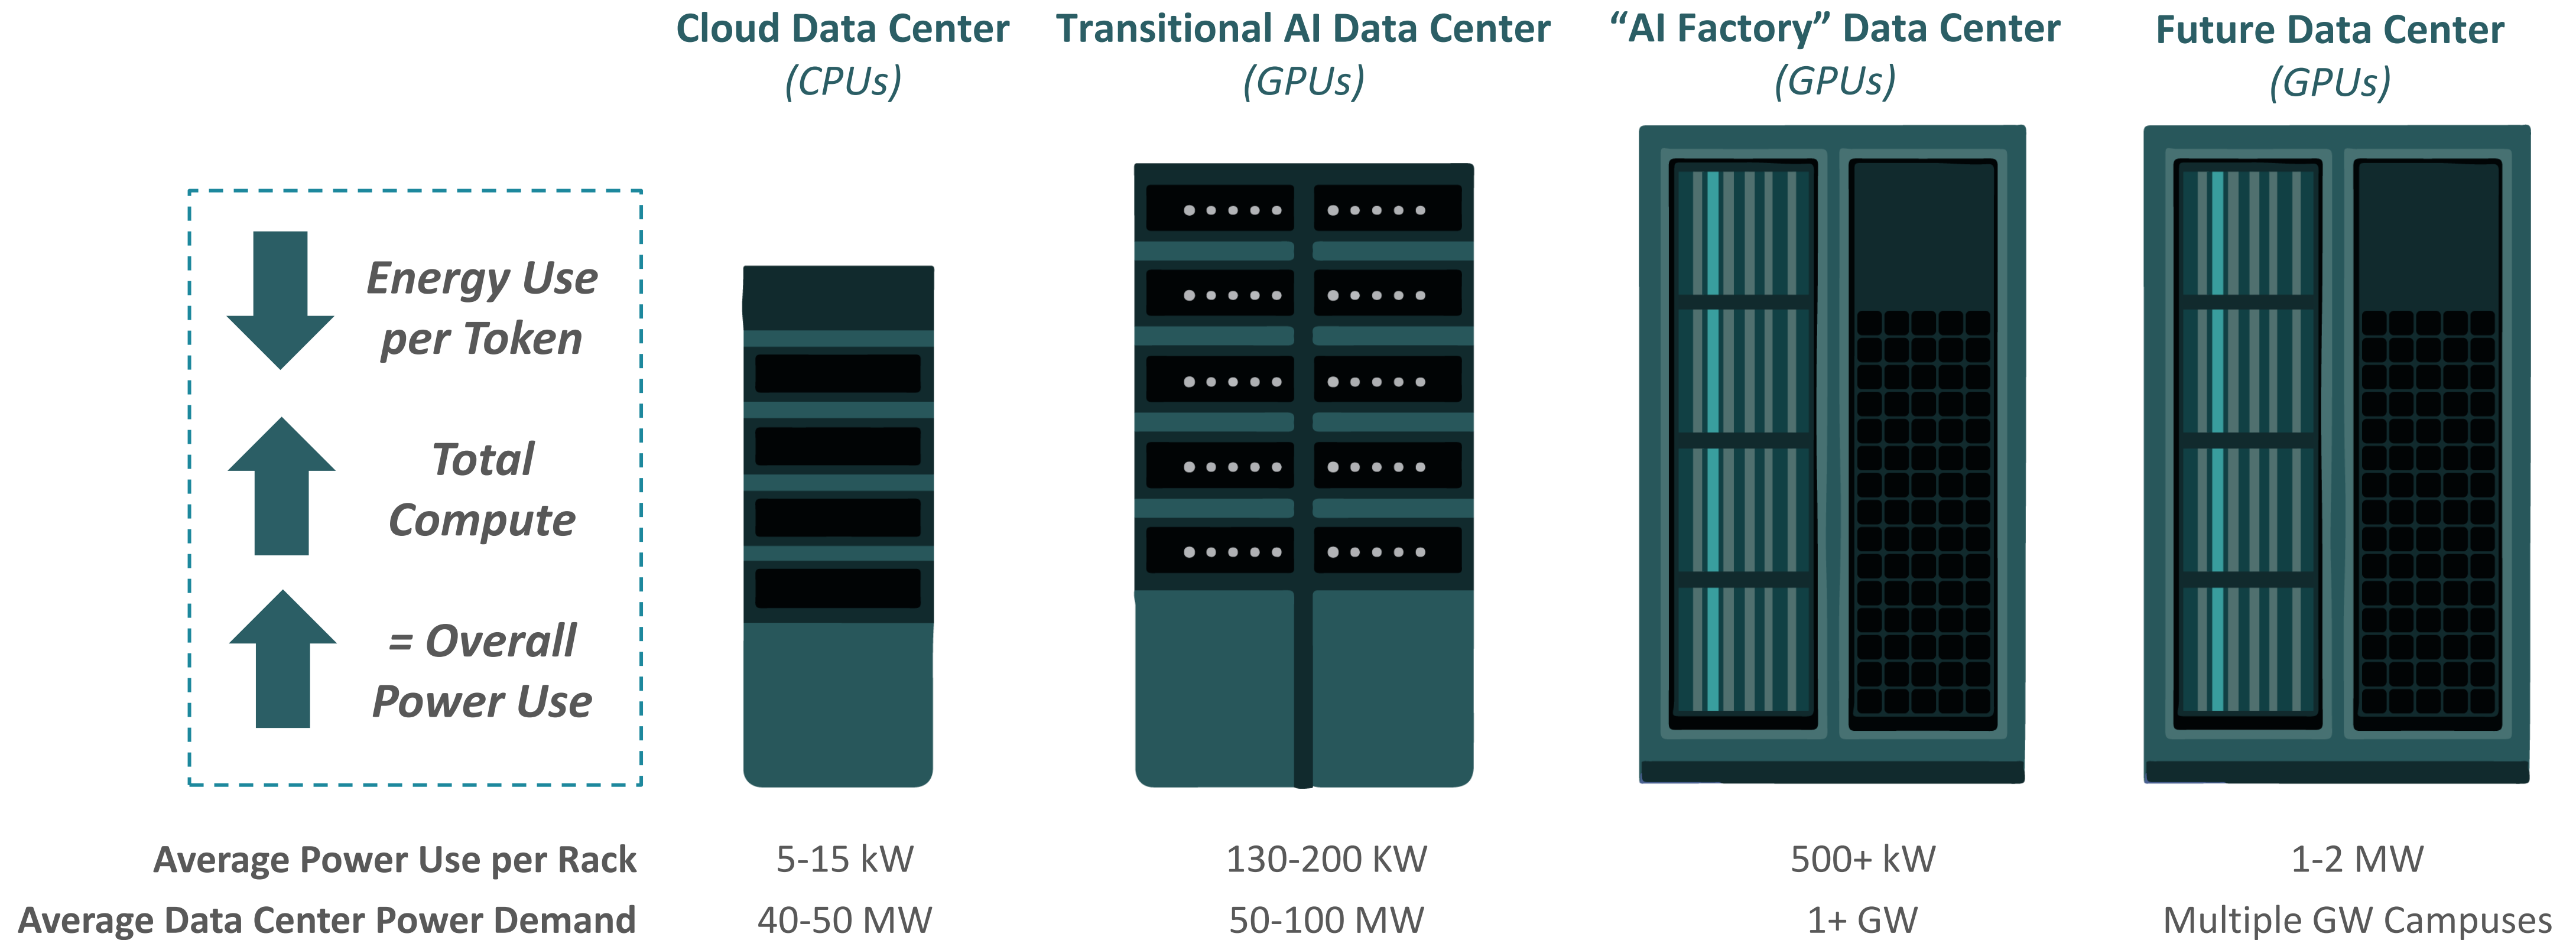 Cloud Data Center
(CPUs)
Transitional AI Data Center
(GPUs)
“AI Factory” Data Center
(GPUs)
Future Data Center
(GPUs)
Energy Use
per Token
Total
Compute
= Overall
Power Use
Average Power Use per Rack 5-15 kW 130-200 KW 500+ kW 1-2 MW
Average Data Center Power Demand 40-50 MW 50-100 MW 1+ GW Multiple GW Campuses